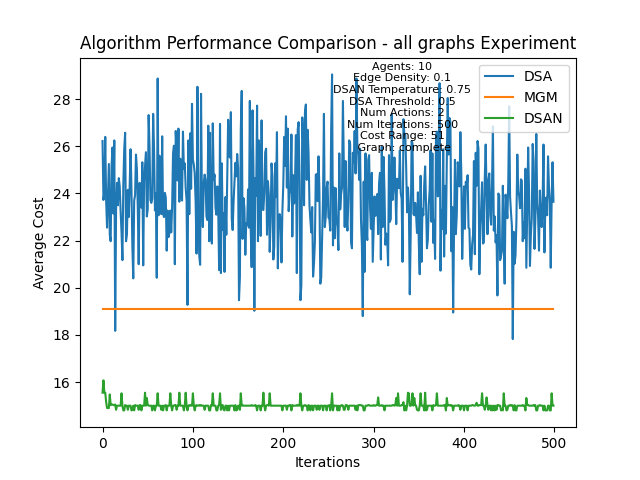 Algorithm Performance Comparison - all graphs Experiment
Agents: 10
Edge Density: 0.1
DSAN Temperature: 0.75
DSA Threshold: 0.5
Num Actions: 2
Num Iterations: 500
Cost Range: 51
Graph: complete
DSA
MGM
DSAN
Average Cost
28
26
24
22
20
18
16
0
100
200
300
400
500
Iterations